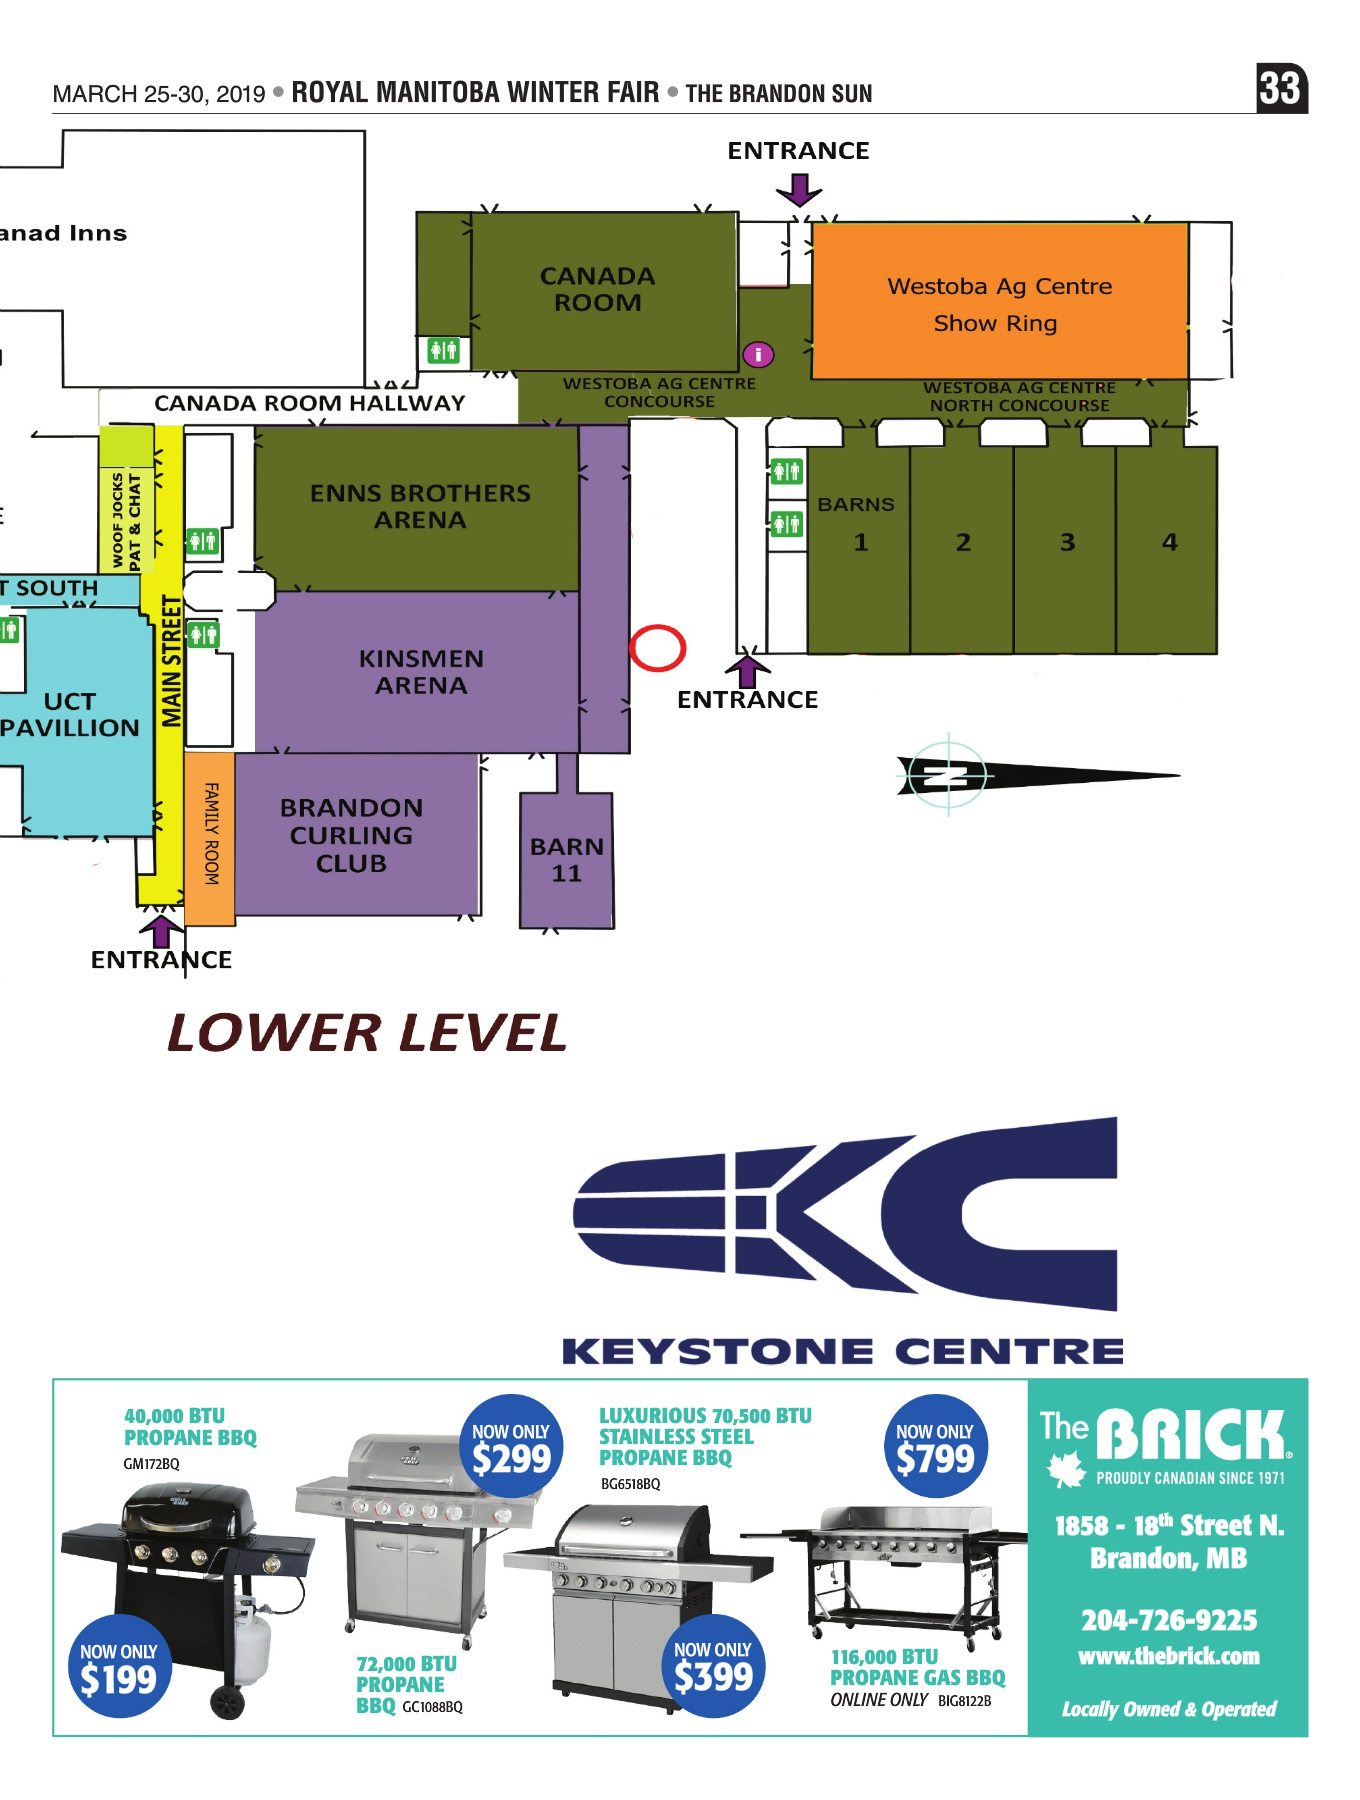 MARCH 25-30, 2019 • ROYAL MANITOBA WINTER FAIR • THE BRANDON SUN
33
ENTRANCE
anad Inns
CANADA
ROOM
Westoba Ag Centre
Show Ring
i
WESTOBA AG CENTRE
CONCOURSE
WESTOBA AG CENTRE
NORTH CONCOURSE
CANADA ROOM HALLWAY
WOOF JOCKS
PAT & CHAT
ENNS BROTHERS
ARENA
BARNS
1
2
3
4
T SOUTH
MAIN STREET
KINSMEN
ARENA
ENTRANCE
UCT
PAVILLION
N
FAMILY ROOM
BRANDON
CURLING
CLUB
BARN
11
ENTRANCE
LOWER LEVEL
KC
KEYSTONE CENTRE
40,000 BTU
PROPANE BBQ
GM172BQ
NOW ONLY
$199
NOW ONLY
$299
72,000 BTU
PROPANE
BBQ GC1088BQ
LUXURIOUS 70,500 BTU
STAINLESS STEEL
PROPANE BBQ
BG6518BQ
NOW ONLY
$399
NOW ONLY
$799
116,000 BTU
PROPANE GAS BBQ
ONLINE ONLY BIG8122B
The BRICK®
PROUDLY CANADIAN SINCE 1971
1858 - 18th Street N.
Brandon, MB
204-726-9225
www.thebrick.com
Locally Owned & Operated